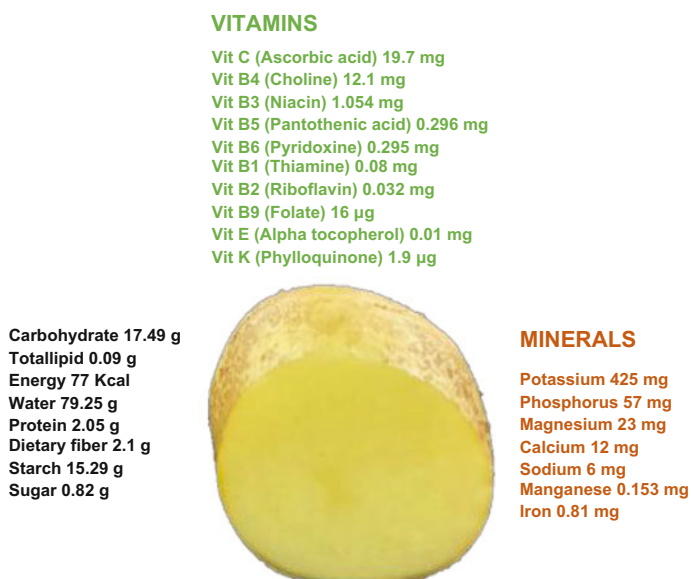 VITAMINS
Vit C (Ascorbic acid) 19.7 mg
Vit B4 (Choline) 12.1 mg
Vit B3 (Niacin) 1.054 mg
Vit B5 (Pantothenic acid) 0.296 mg
Vit B6 (Pyridoxine) 0.295 mg
Vit B1 (Thiamine) 0.08 mg
Vit B2 (Riboflavin) 0.032 mg
Vit B9 (Folate) 16 µg
Vit E (Alpha tocopherol) 0.01 mg
Vit K (Phylloquinone) 1.9 µg
Carbohydrate 17.49 g
Totallipid 0.09 g
Energy 77 Kcal
Water 79.25 g
Protein 2.05 g
Dietary fiber 2.1 g
Starch 15.29 g
Sugar 0.82 g
MINERALS
Potassium 425 mg
Phosphorus 57 mg
Magnesium 23 mg
Calcium 12 mg
Sodium 6 mg
Manganese 0.153 mg
Iron 0.81 mg